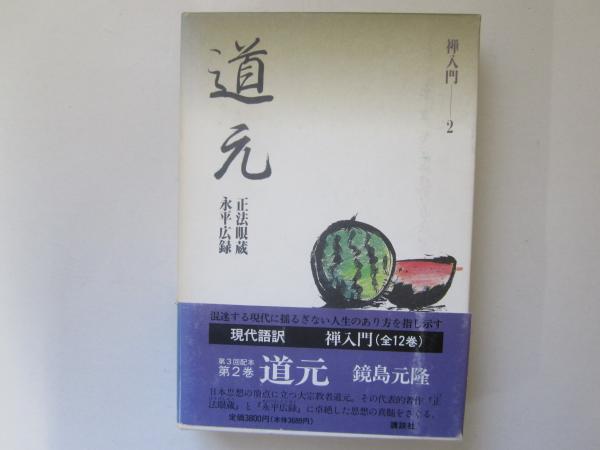 禅入門——2
道元
正法眼蔵
永平広録
混迷する現代に揺るざない人生のあり方を指し示す
現代語訳 禅入門(全12巻)
第3回配本
第2巻 道元 鏡島元隆
日本思想の頂点に立つ大宗教者道元。その代表的著作『正
法眼蔵』と『永平広録』に卓絶した思想の真髄をさぐる。
定価3800円(本体3689円) 講談社